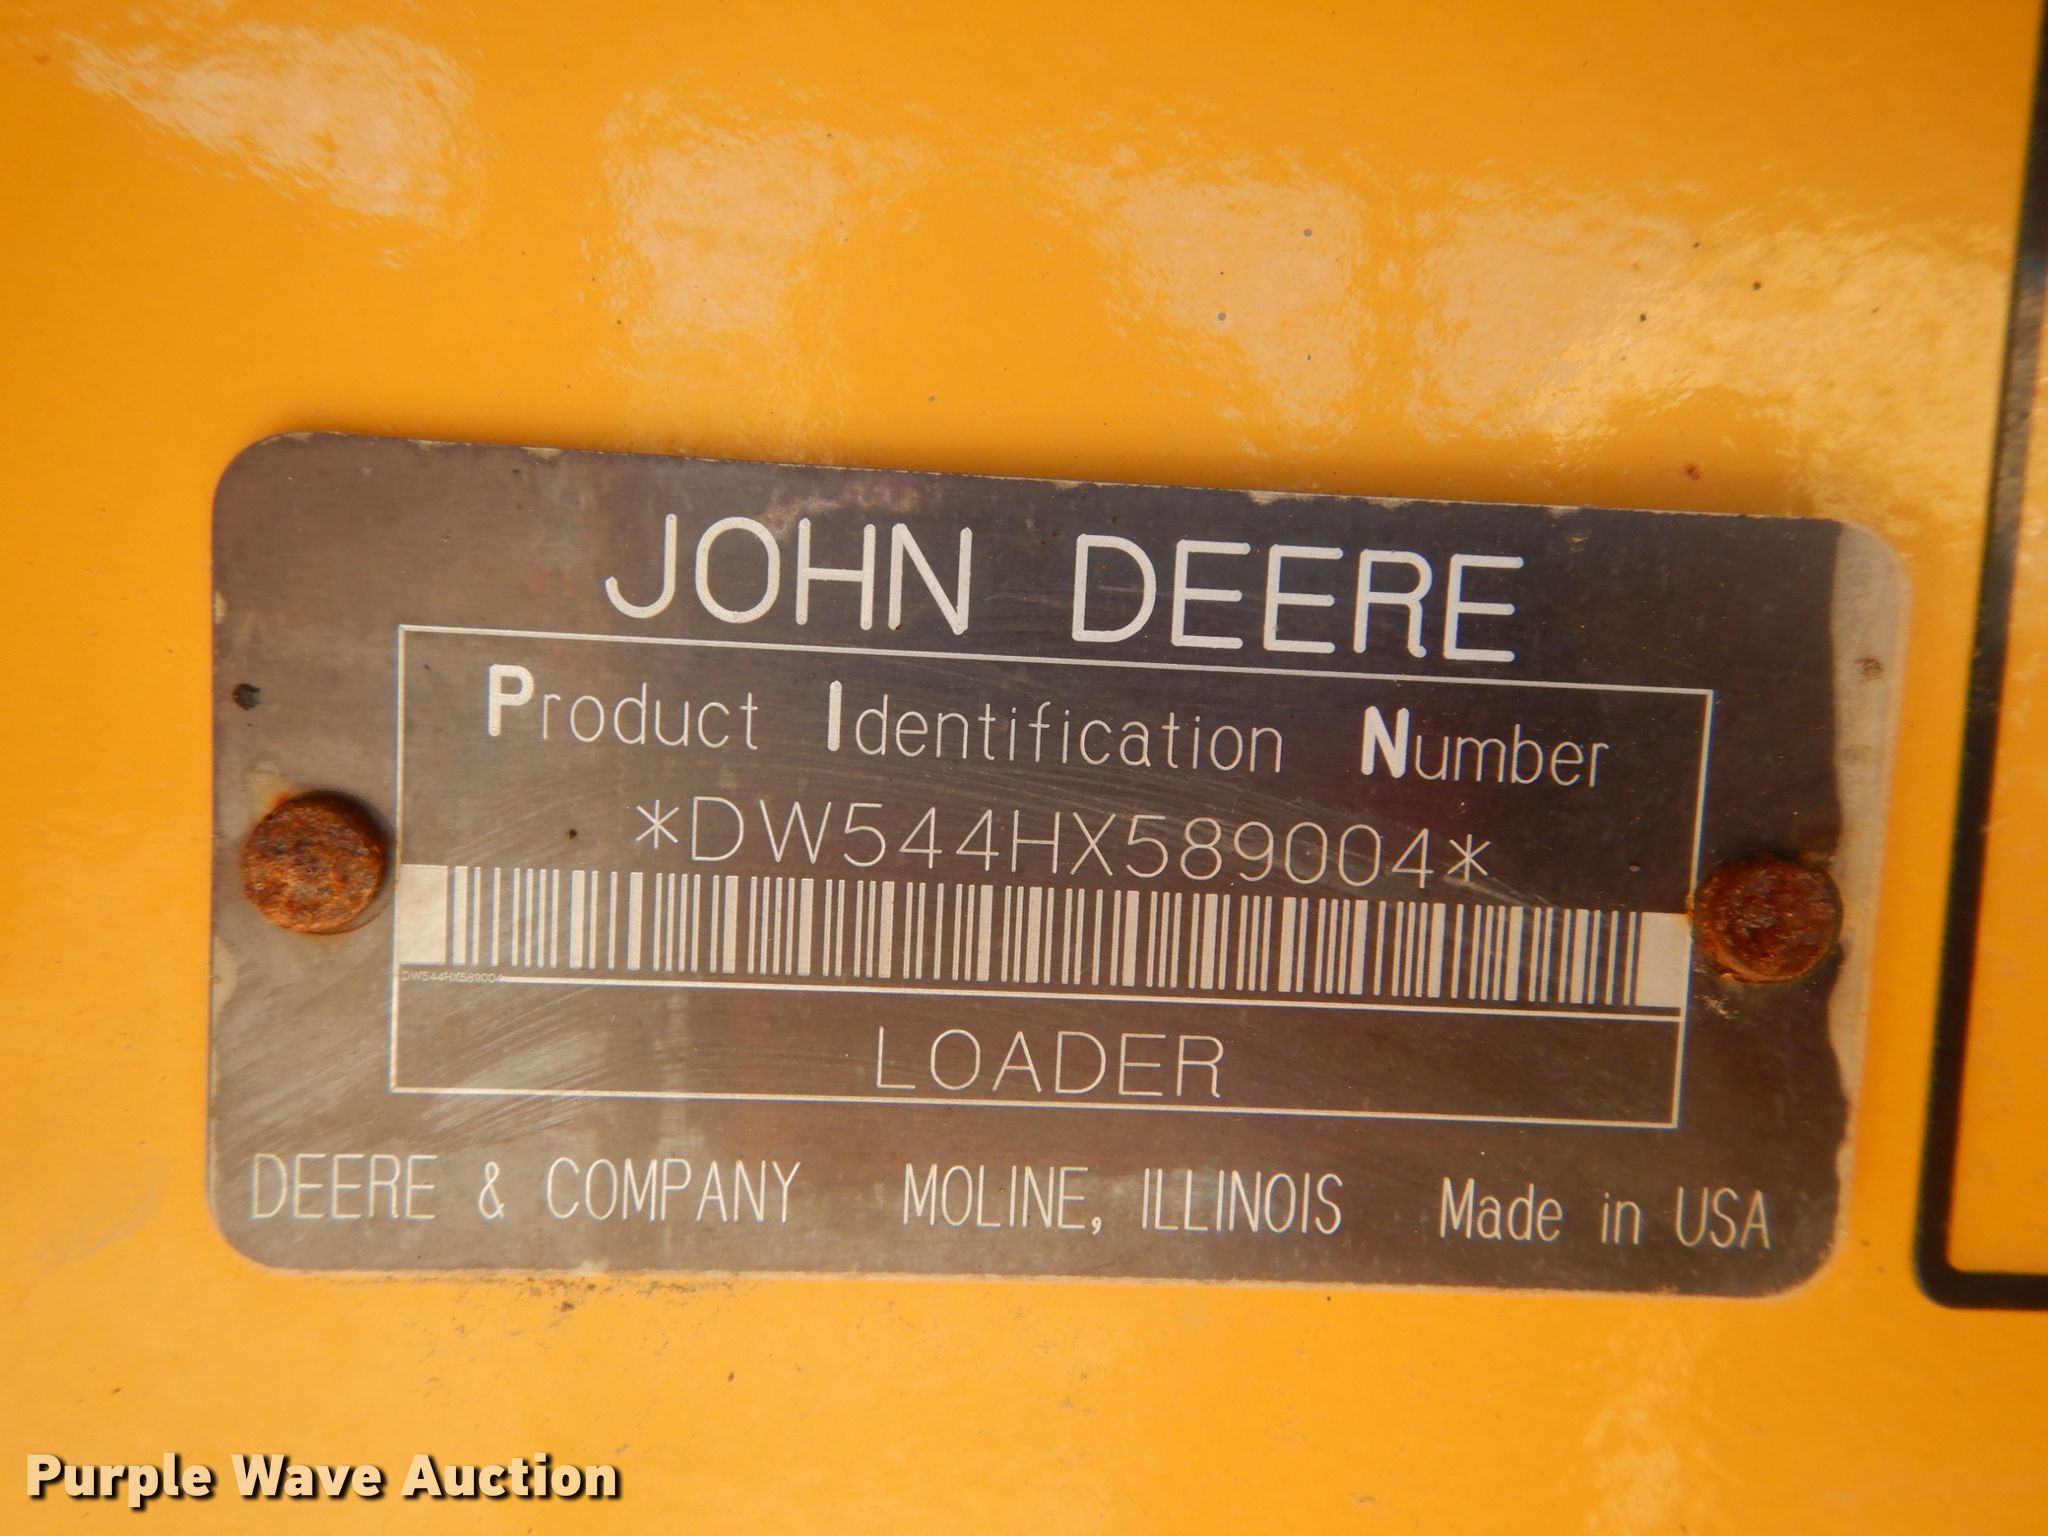 JOHN DEERE
Product Identification Number
*DW544HX589004*
DW544HX589004
LOADER
DEERE & COMPANY MOLINE, ILLINOIS Made in USA
Purple Wave Auction